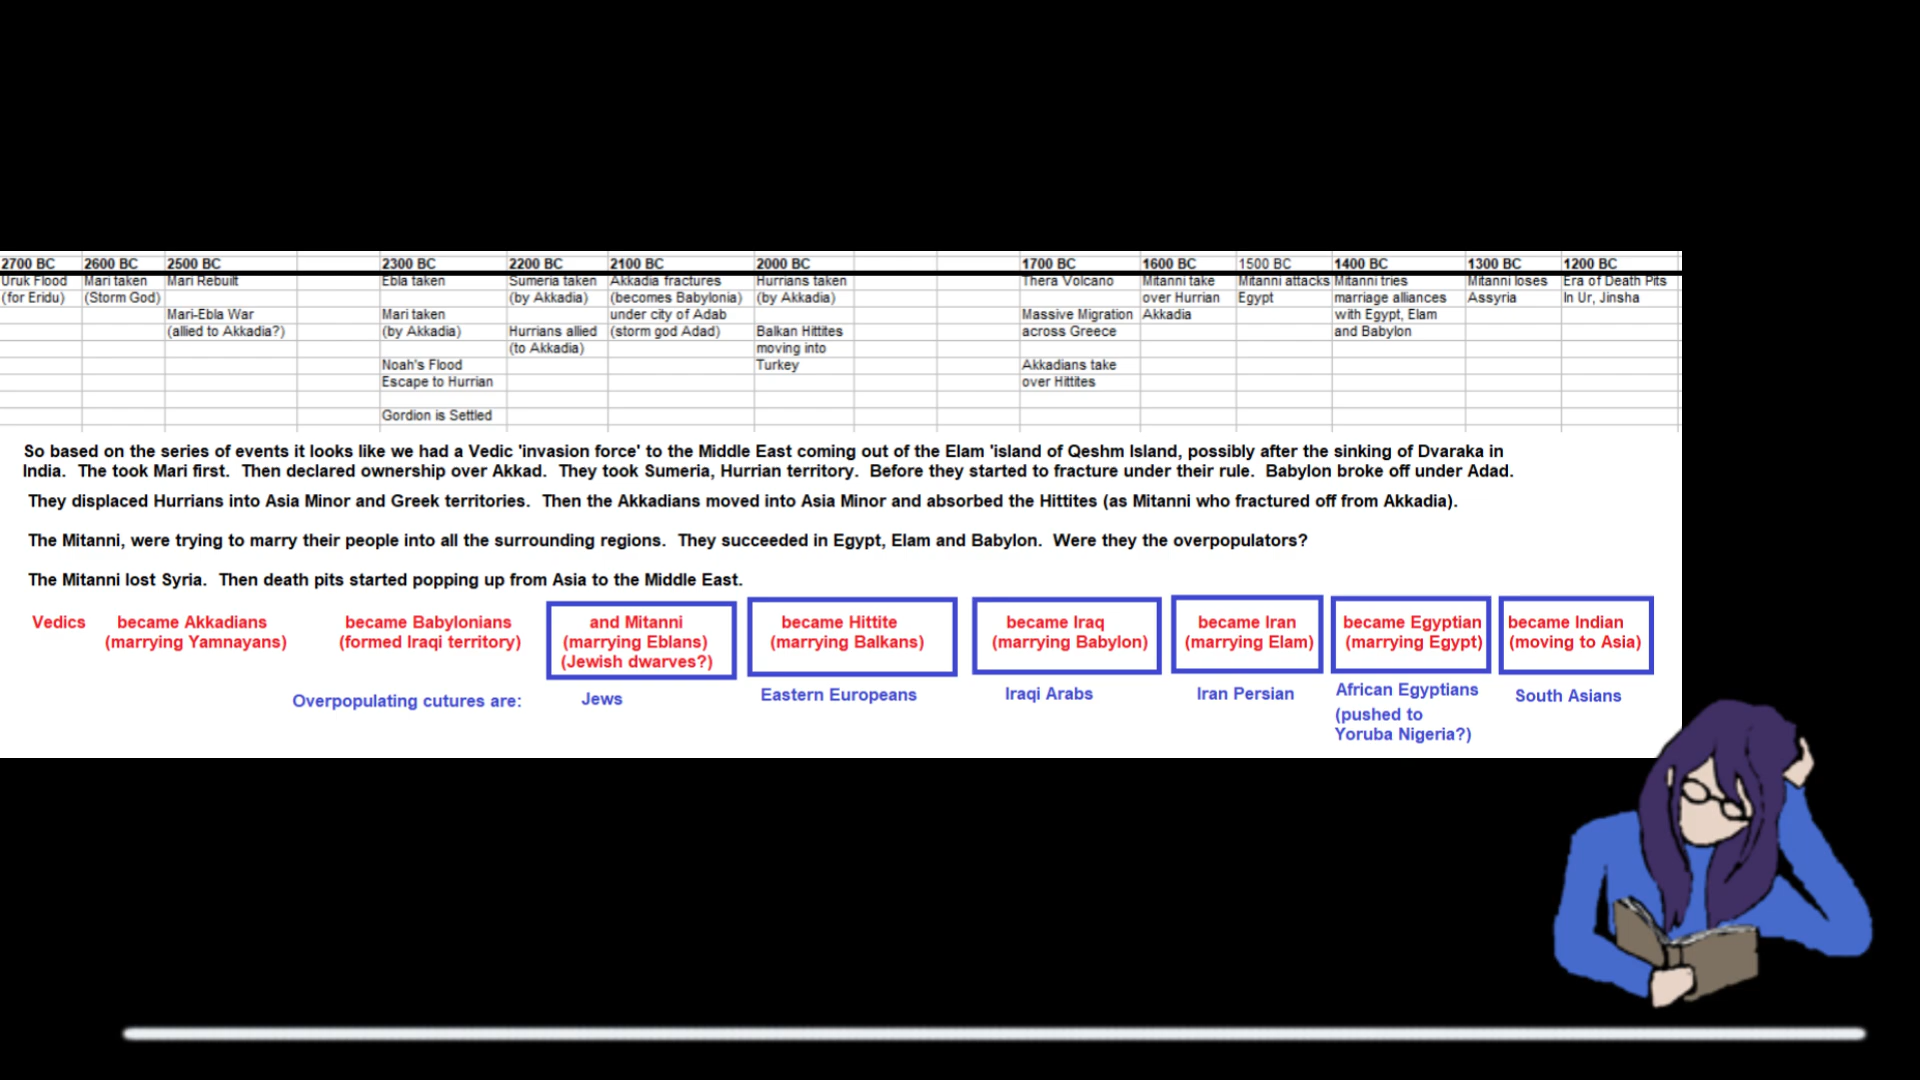 2700 BC 2600 BC 2500 BC 2300 BC 2200 BC 2100 BC 2000 BC 1700 BC 1600 BC 1500 BC 1400 BC 1300 BC 1200 BC
Uruk Flood Mari taken Mari Rebuilt Ebla taken Sumeria taken Akkadia fractures Hurrians taken Thera Volcano Mitanni take Mitanni attacks Mitanni tries Mitanni loses Era of Death Pits
(for Eridu) (Storm God) (by Akkadia) (becomes Babylonia) (by Akkadia) over Hurrian Egypt marriage alliances Assyria In Ur, Jinsha
Mari-Ebla War Mari taken under city of Adab Massive Migration Akkadia with Egypt, Elam
(allied to Akkadia?) (by Akkadia) Hurrians allied (storm god Adad) Balkan Hittites across Greece and Babylon
(to Akkadia) moving into
Noah's Flood Turkey Akkadians take
Escape to Hurrian over Hittites
Gordion is Settled
So based on the series of events it looks like we had a Vedic 'invasion force' to the Middle East coming out of the Elam 'island of Qeshm Island, possibly after the sinking of Dvaraka in
India.  The took Mari first.  Then declared ownership over Akkad.  They took Sumeria, Hurrian territory.  Before they started to fracture under their rule.  Babylon broke off under Adad.
They displaced Hurrians into Asia Minor and Greek territories.  Then the Akkadians moved into Asia Minor and absorbed the Hittites (as Mitanni who fractured off from Akkadia).
The Mitanni, were trying to marry their people into all the surrounding regions.  They succeeded in Egypt, Elam and Babylon.  Were they the overpopulators?
The Mitanni lost Syria.  Then death pits started popping up from Asia to the Middle East.
Vedics became Akkadians became Babylonians and Mitanni became Hittite became Iraq became Iran became Egyptian became Indian
(marrying Yamnayans) (formed Iraqi territory) (marrying Eblans) (marrying Balkans) (marrying Babylon) (marrying Elam) (marrying Egypt) (moving to Asia)
(Jewish dwarves?)
Overpopulating cutures are: Jews Eastern Europeans Iraqi Arabs Iran Persian African Egyptians South Asians
(pushed to
Yoruba Nigeria?)